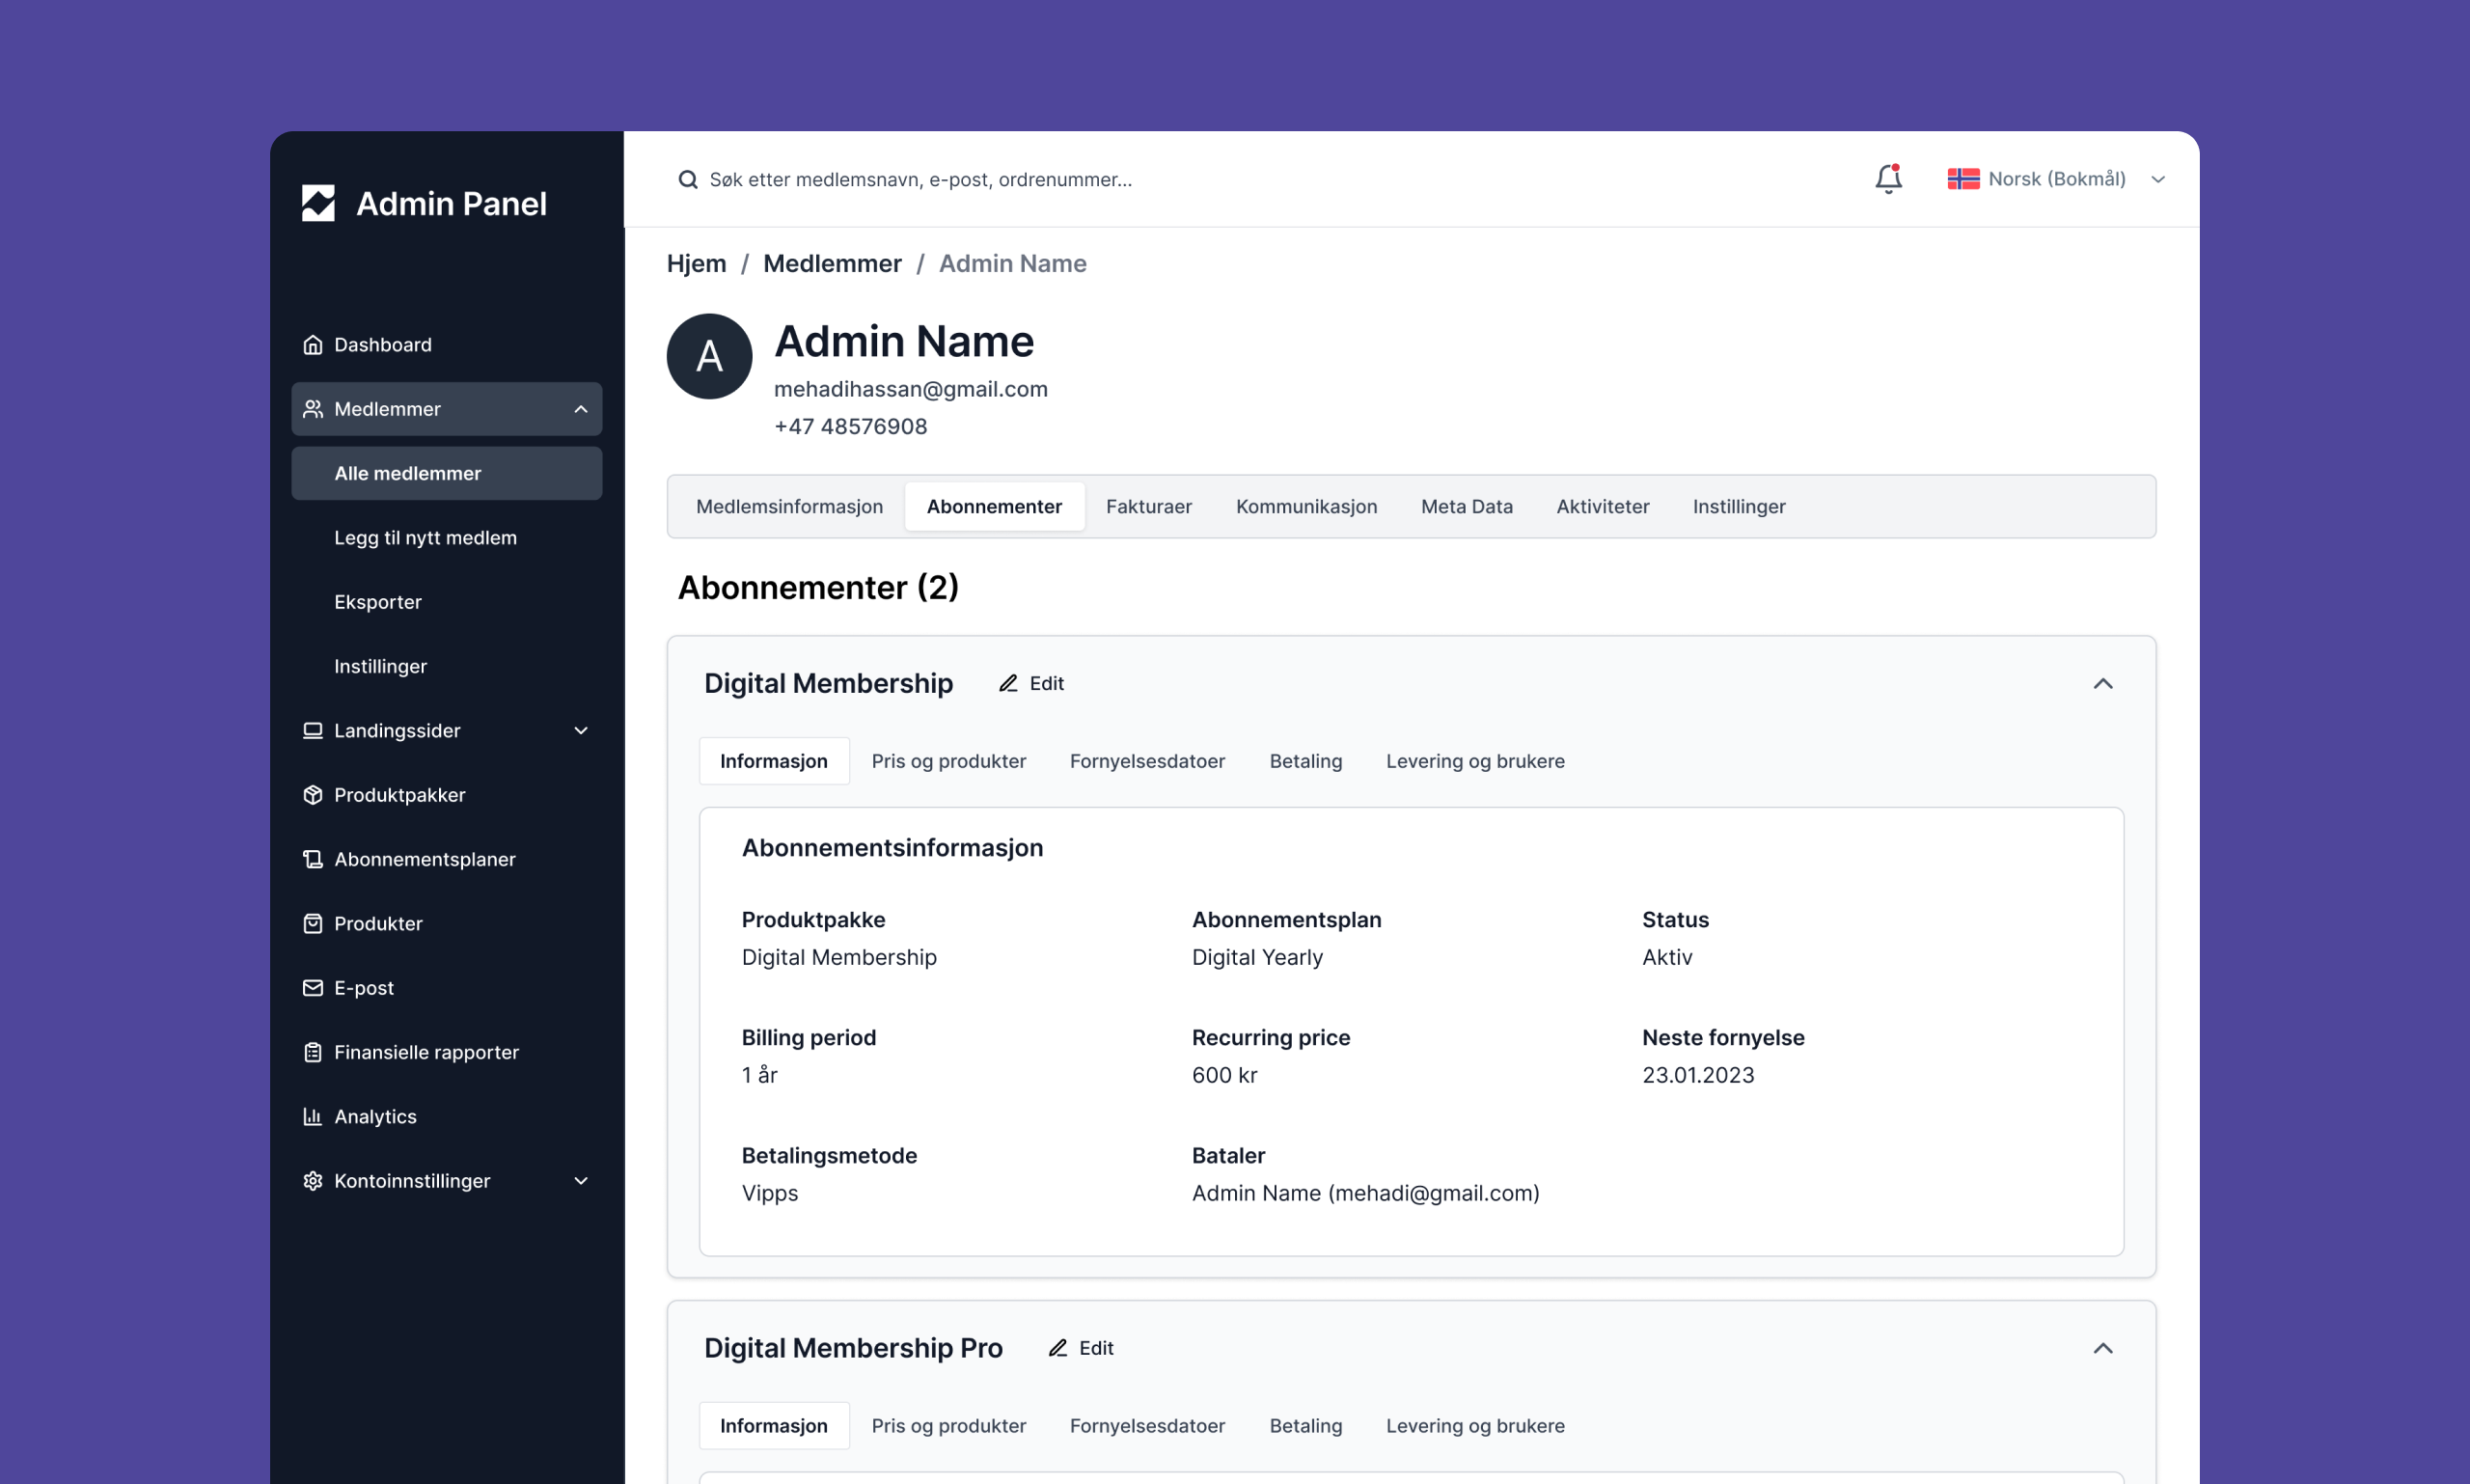 Admin Panel
Dashboard
Medlemmer
Alle medlemmer
Legg til nytt medlem
Eksporter
Instillinger
Landingssider
Produktpakker
Abonnementsplaner
Produkter
E-post
Finansielle rapporter
Analytics
Kontoinnstillinger
Søk etter medlemsnavn, e-post, ordrenummer...
Norsk (Bokmål)
Hjem / Medlemmer / Admin Name
A
Admin Name
mehadihassan@gmail.com
+47 48576908
Medlemsinformasjon Abonnementer Fakturaer Kommunikasjon Meta Data Aktiviteter Instillinger
Abonnementer (2)
Digital Membership Edit
Informasjon Pris og produkter Fornyelsesdatoer Betaling Levering og brukere
Abonnementsinformasjon
Produktpakke Abonnementsplan Status
Digital Membership Digital Yearly Aktiv
Billing period Recurring price Neste fornyelse
1 år 600 kr 23.01.2023
Betalingsmetode Bataler
Vipps Admin Name (mehadi@gmail.com)
Digital Membership Pro Edit
Informasjon Pris og produkter Fornyelsesdatoer Betaling Levering og brukere